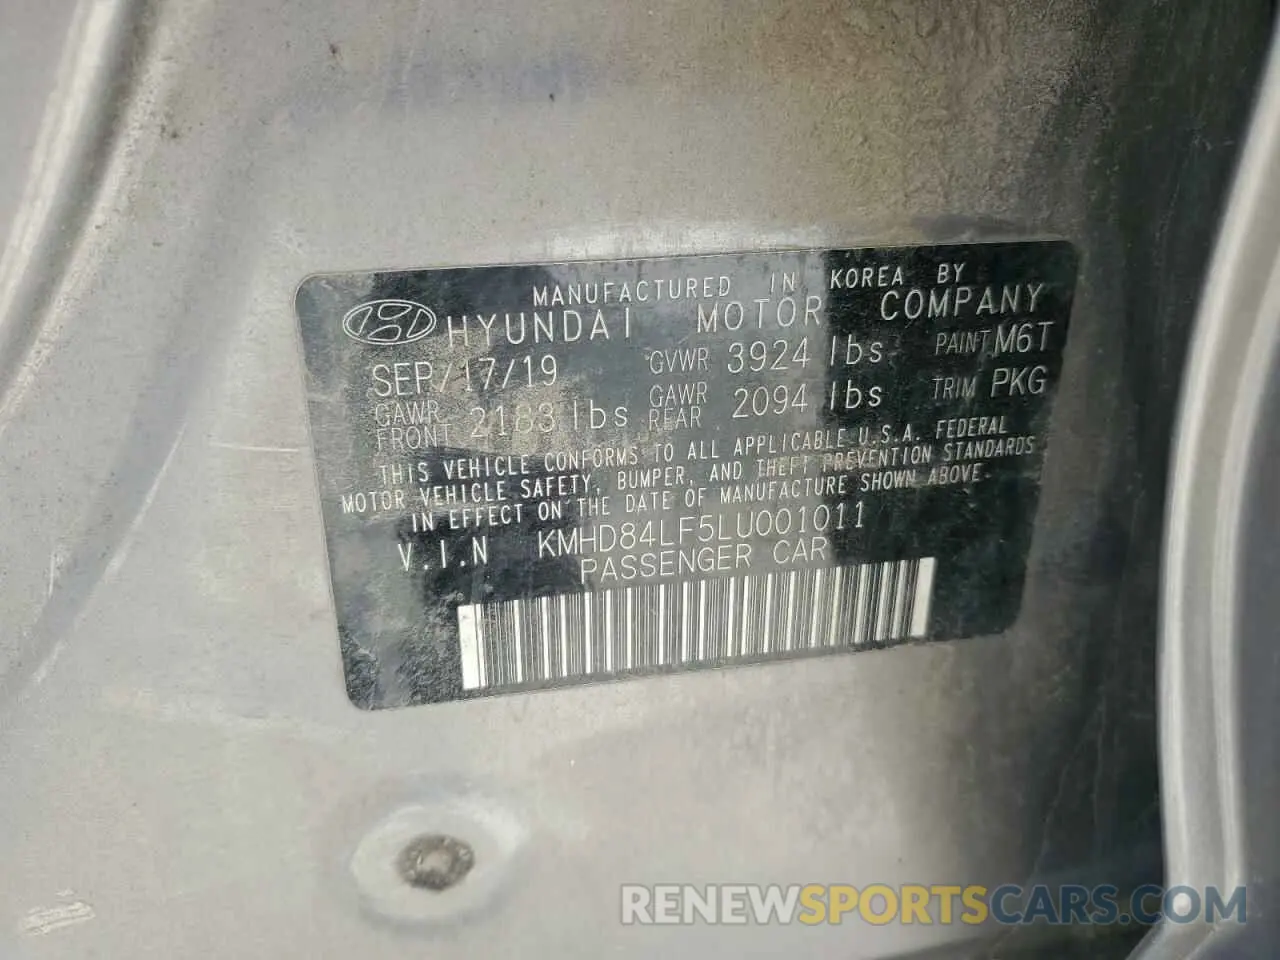 MANUFACTURED IN KOREA BY
HYUNDAI MOTOR COMPANY
SEP/17/19 GVWR 3924 lbs PAINT M6T
GAWR FRONT 2183 lbs GAWR REAR 2094 lbs TRIM PKG
THIS VEHICLE CONFORMS TO ALL APPLICABLE U.S.A. FEDERAL
MOTOR VEHICLE SAFETY, BUMPER, AND THEFT PREVENTION STANDARDS
IN EFFECT ON THE DATE OF MANUFACTURE SHOWN ABOVE.
V.I.N KMHD84LF5LU001011
PASSENGER CAR
RENEWSPORTSCARS.COM